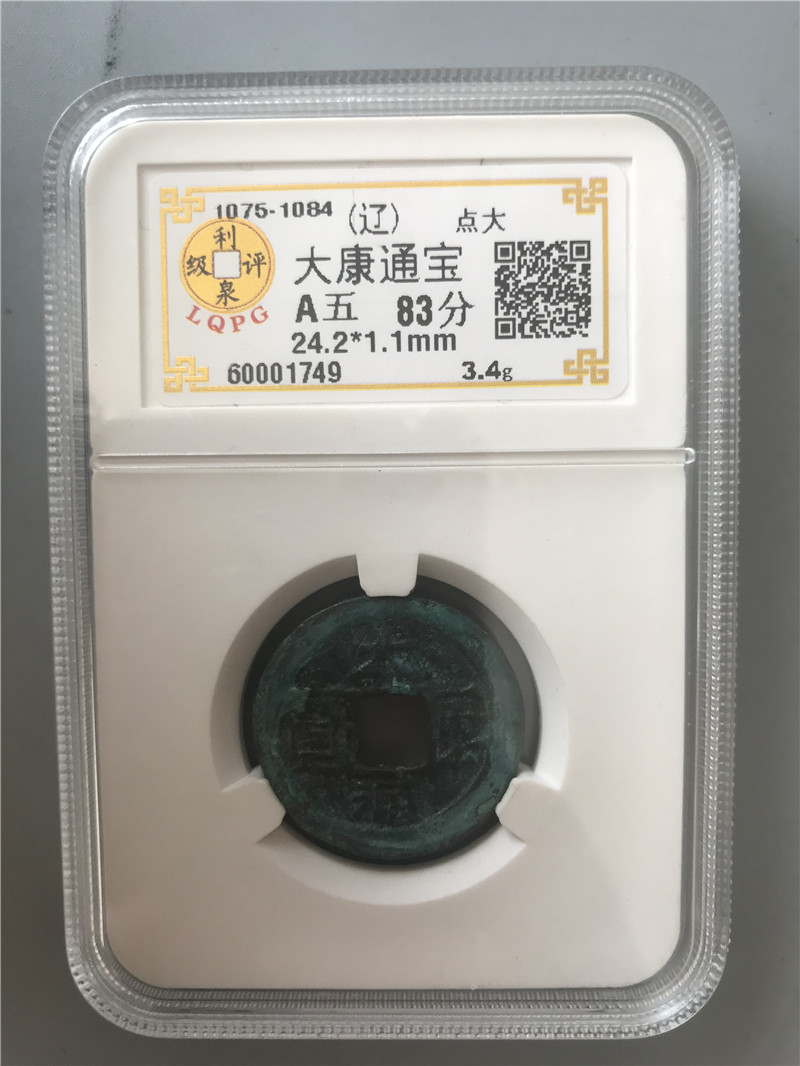 1075-1084 (辽) 点大
利泉评级
LQPG
大康通宝
A五 83分
24.2*1.1mm
60001749 3.4g